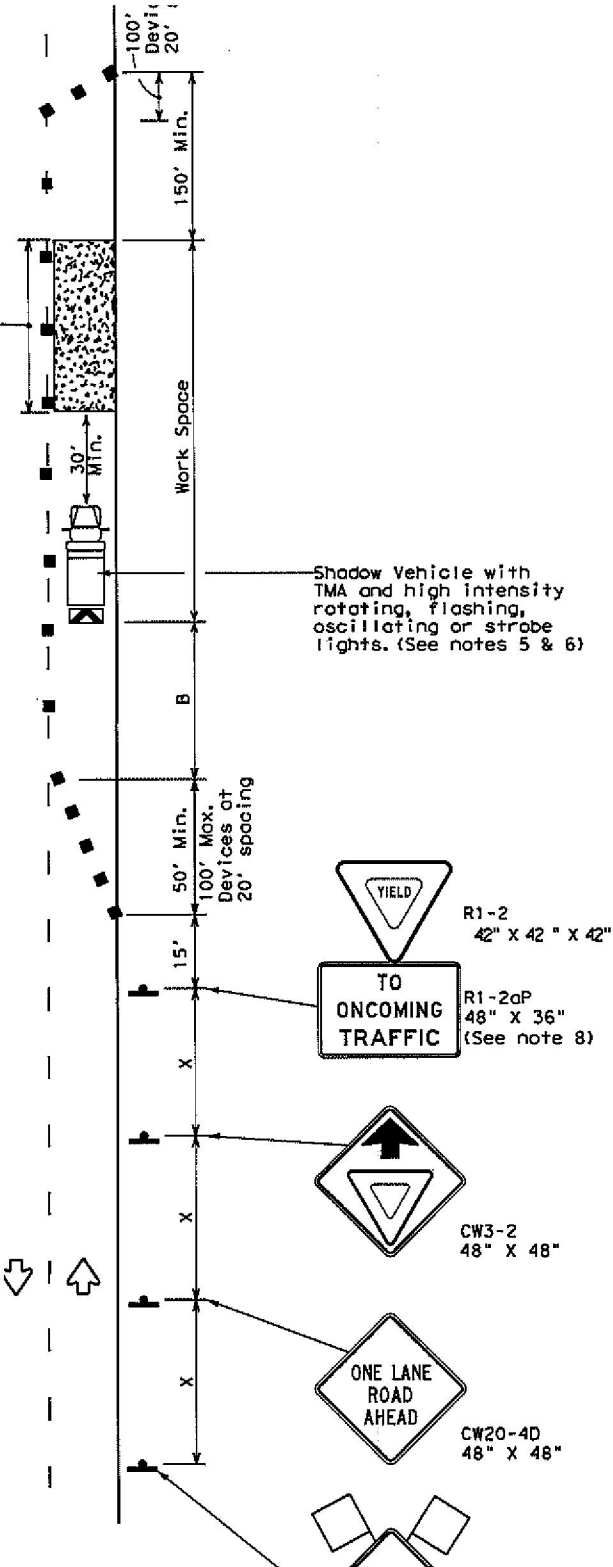 100'
Devi
20'
150' Min.
Work Space
30'
Min.
Shadow Vehicle with
TMA and high intensity
rotating, flashing,
oscillating or strobe
lights. (See notes 5 & 6)
B
50' Min.
100' Max.
Devices at
20' spacing
15'
YIELD
R1-2
42" X 42 " X 42"
TO
ONCOMING
TRAFFIC
R1-2aP
48" X 36"
(See note 8)
X
CW3-2
48" X 48"
X
ONE LANE
ROAD
AHEAD
CW20-4D
48" X 48"
X